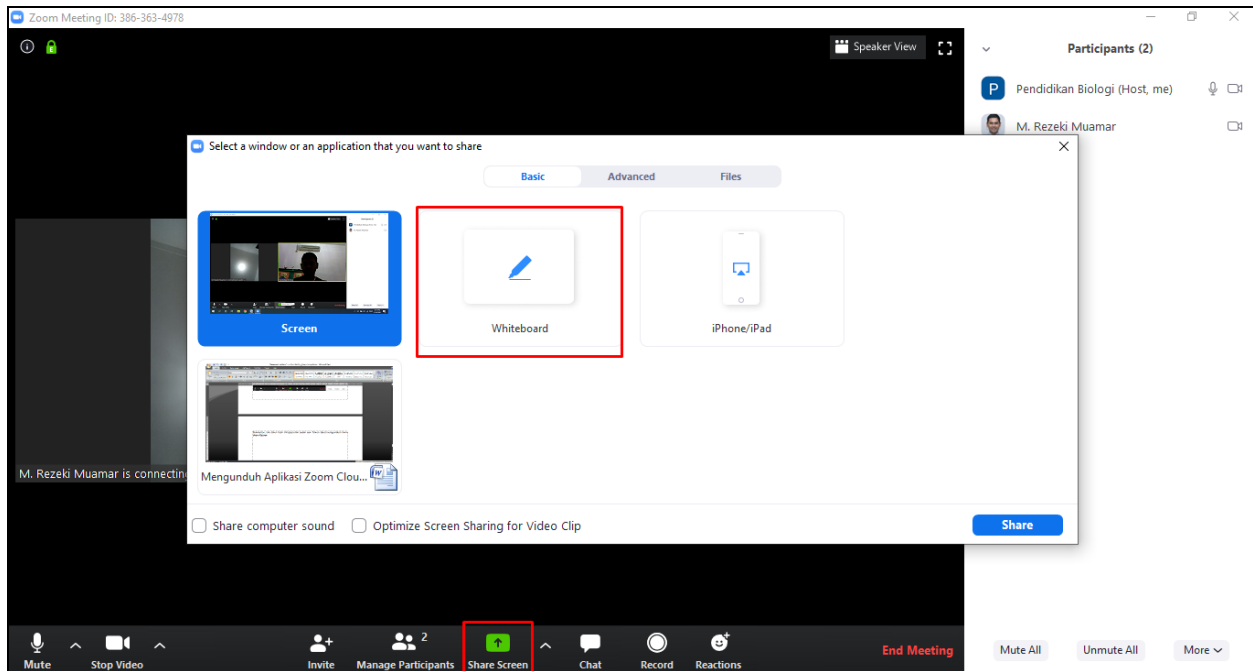 Zoom Meeting ID: 386-363-4978
Speaker View
Participants (2)
P Pendidikan Biologi (Host, me)
M. Rezeki Muamar
Select a window or an application that you want to share
Basic Advanced Files
Screen
Whiteboard
iPhone/iPad
Mengunduh Aplikasi Zoom Clou...
M. Rezeki Muamar is connectin
Share computer sound Optimize Screen Sharing for Video Clip
Share
Mute
Stop Video
Invite
Manage Participants 2
Share Screen
Chat
Record
Reactions
End Meeting
Mute All
Unmute All
More